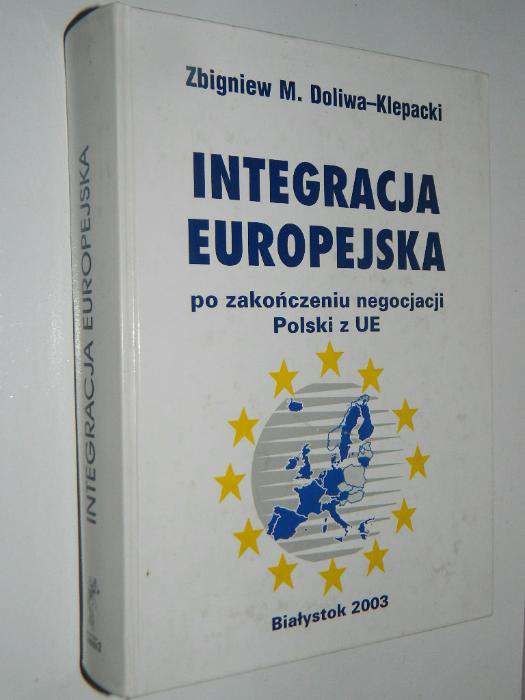 Zbigniew M. Doliwa-Klepacki
INTEGRACJA
EUROPEJSKA
po zakończeniu negocjacji
Polski z UE
Białystok 2003
INTEGRACJA EUROPEJSKA